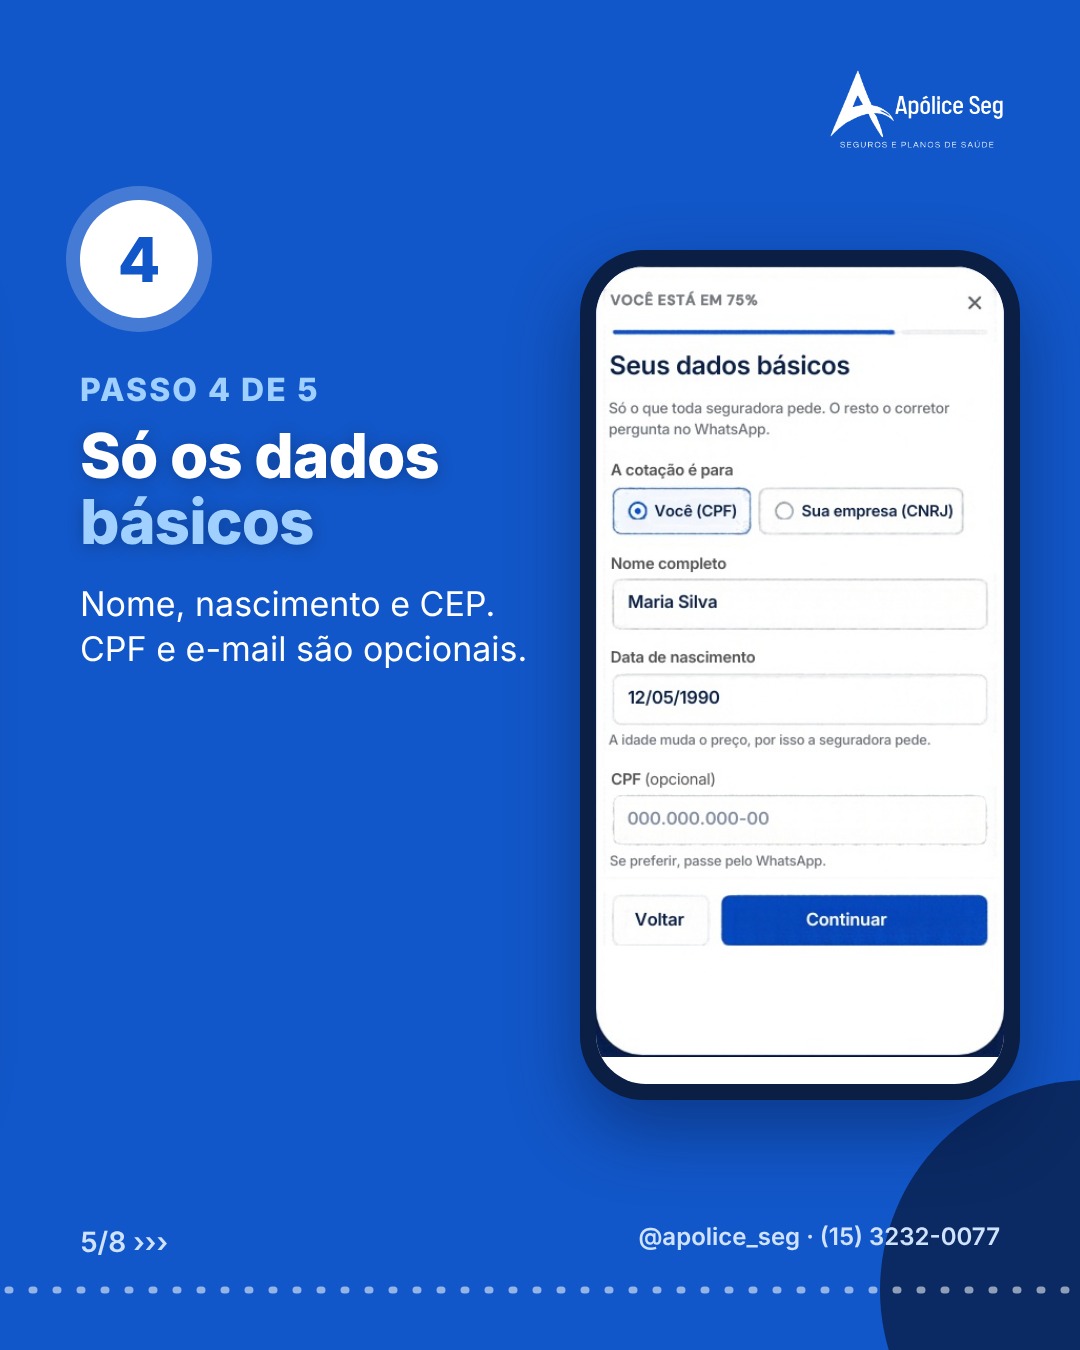 Apólice Seg
SEGUROS E PLANOS DE SAÚDE
4
PASSO 4 DE 5
Só os dados
básicos
Nome, nascimento e CEP.
CPF e e-mail são opcionais.
VOCÊ ESTÁ EM 75%
Seus dados básicos
Só o que toda seguradora pede. O resto o corretor
pergunta no WhatsApp.
A cotação é para
Você (CPF)
Sua empresa (CNRJ)
Nome completo
Maria Silva
Data de nascimento
12/05/1990
A idade muda o preço, por isso a seguradora pede.
CPF (opcional)
000.000.000-00
Se preferir, passe pelo WhatsApp.
Voltar
Continuar
5/8 ›››
@apolice_seg · (15) 3232-0077